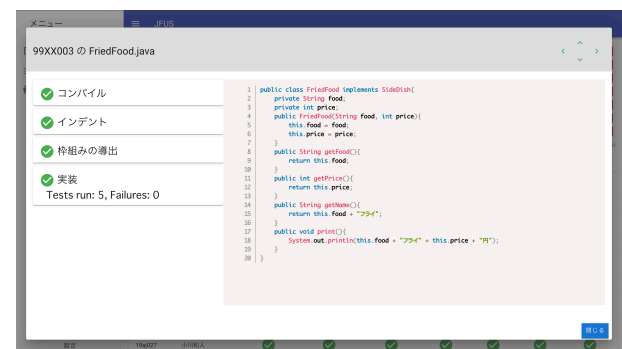 メニュー
≡ JFUS
99XX003 の FriedFood.java
コンパイル
インデント
枠組みの導出
実装
Tests run: 5, Failures: 0
1 public class FriedFood implements SideDish{
2 private String food;
3 private int price;
4 public FriedFood(String food, int price){
5 this.food = food;
6 this.price = price;
7 }
8 public String getFood(){
9 return this.food;
10 }
11 public int getPrice(){
12 return this.price;
13 }
14 public String getName(){
15 return this.food + "フライ";
16 }
17 public void print(){
18 System.out.println(this.food + "フライ" + this.price + "円");
19 }
20 }
閉じる
設定 19aj027 小川和人